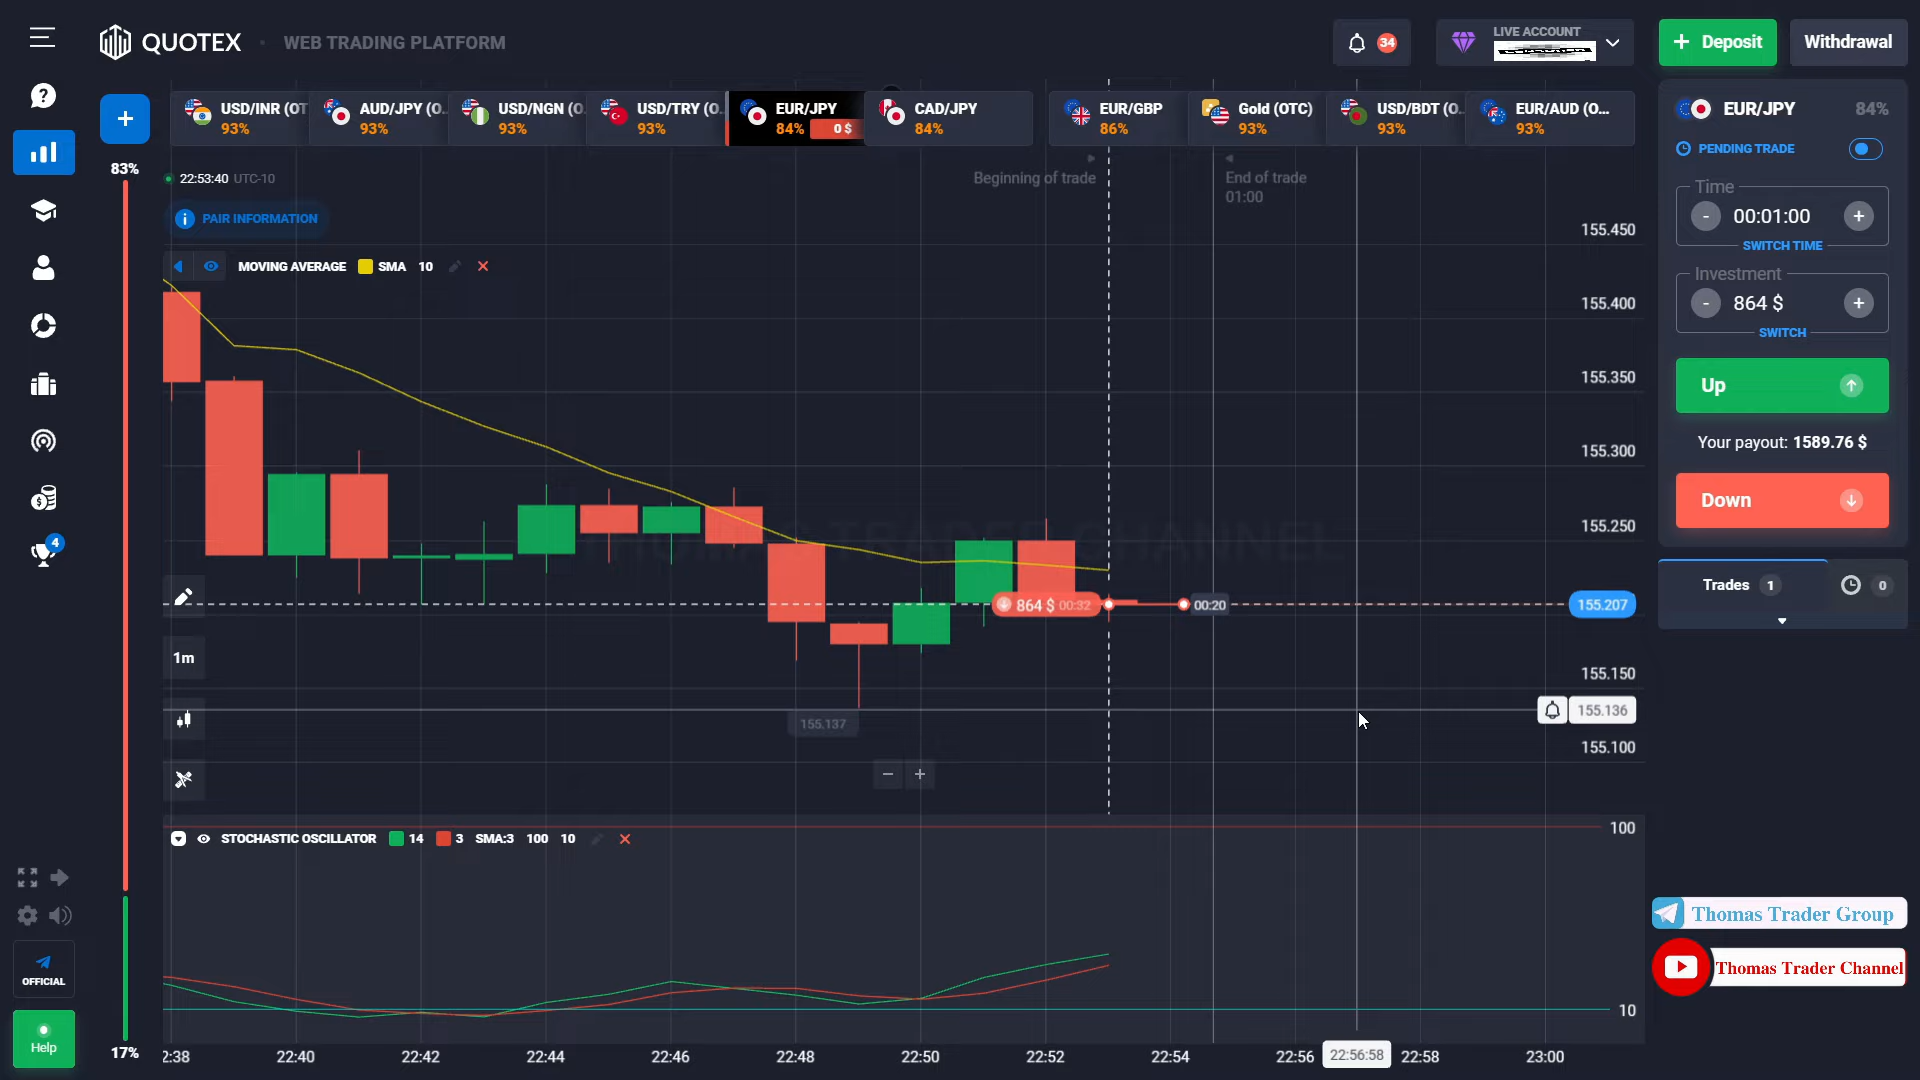 QUOTEX
WEB TRADING PLATFORM
34
LIVE ACCOUNT
+ Deposit
Withdrawal
+
USD/INR (OT
93%
AUD/JPY (O..
93%
USD/NGN (O.
93%
USD/TRY (O..
93%
EUR/JPY
84%
0 $
CAD/JPY
84%
EUR/GBP
86%
Gold (OTC)
93%
USD/BDT (O..
93%
EUR/AUD (O...
93%
83%
22:53:40 UTC-10
PAIR INFORMATION
Beginning of trade
End of trade
01:00
MOVING AVERAGE SMA 10
155.450
155.400
155.350
155.300
155.250
155.207
155.150
155.136
155.100
THOMAS TRADER CHANNEL
864 $ 00:32
00:20
155.137
1m
− +
EUR/JPY
84%
PENDING TRADE
Time
- 00:01:00 +
SWITCH TIME
Investment
- 864 $ +
SWITCH
Up
Your payout: 1589.76 $
Down
Trades 1
0
4
STOCHASTIC OSCILLATOR 14 3 SMA:3 100 10
100
10
Thomas Trader Group
Thomas Trader Channel
OFFICIAL
Help
17%
2:38
22:40
22:42
22:44
22:46
22:48
22:50
22:52
22:54
22:56
22:56:58
22:58
23:00